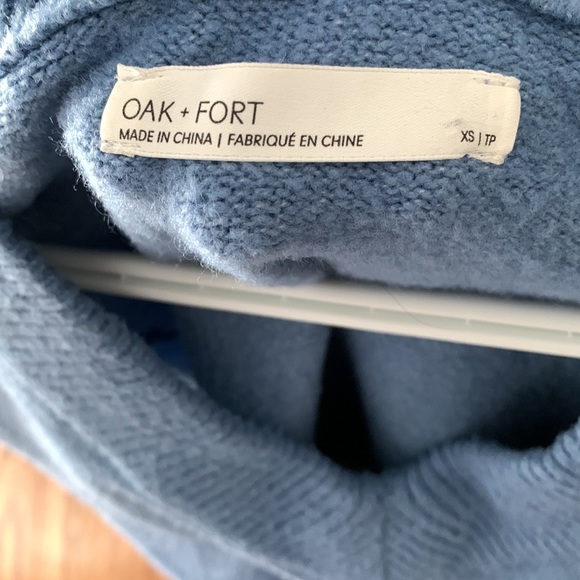 OAK + FORT
MADE IN CHINA | FABRIQUÉ EN CHINE
XS | TP